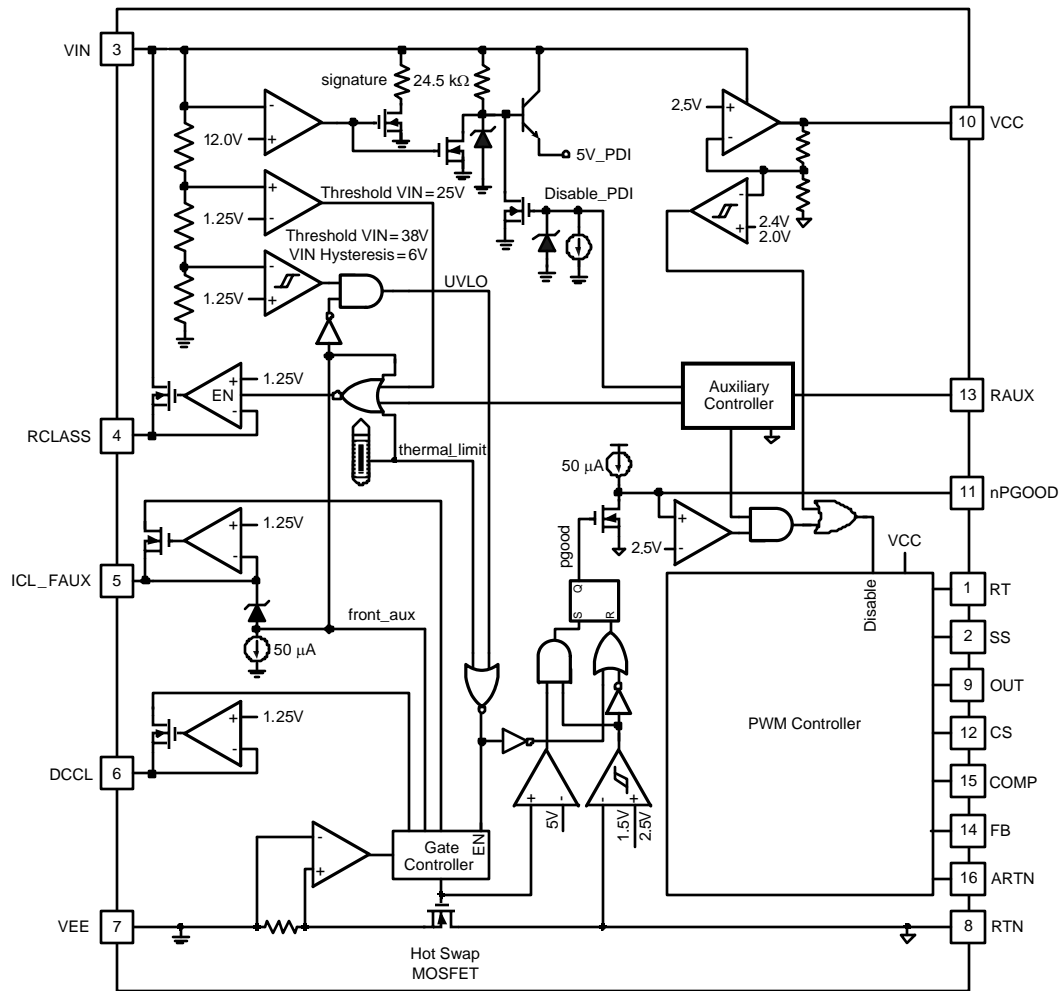 VIN
3
signature
24.5 kΩ
-
+
12.0V
2.5V
+
-
10
VCC
5V_PDI
+
-
1.25V
Threshold VIN=25V
Disable_PDI
-
+
2.4V
2.0V
Threshold VIN=38V
VIN Hysteresis=6V
-
+
1.25V
UVLO
EN
+
-
1.25V
Auxiliary
Controller
13
RAUX
RCLASS
4
thermal_limit
50 μA
11
nPGOOD
+
-
1.25V
pgood
+
-
2.5V
VCC
ICL_FAUX
5
Q
S
R
Disable
1
RT
front_aux
50 μA
2
SS
9
OUT
+
-
1.25V
PWM Controller
12
CS
DCCL
6
15
COMP
+
-
5V
-
+
1.5V
2.5V
-
+
Gate
Controller
EN
14
FB
16
ARTN
VEE
7
8
RTN
Hot Swap
MOSFET